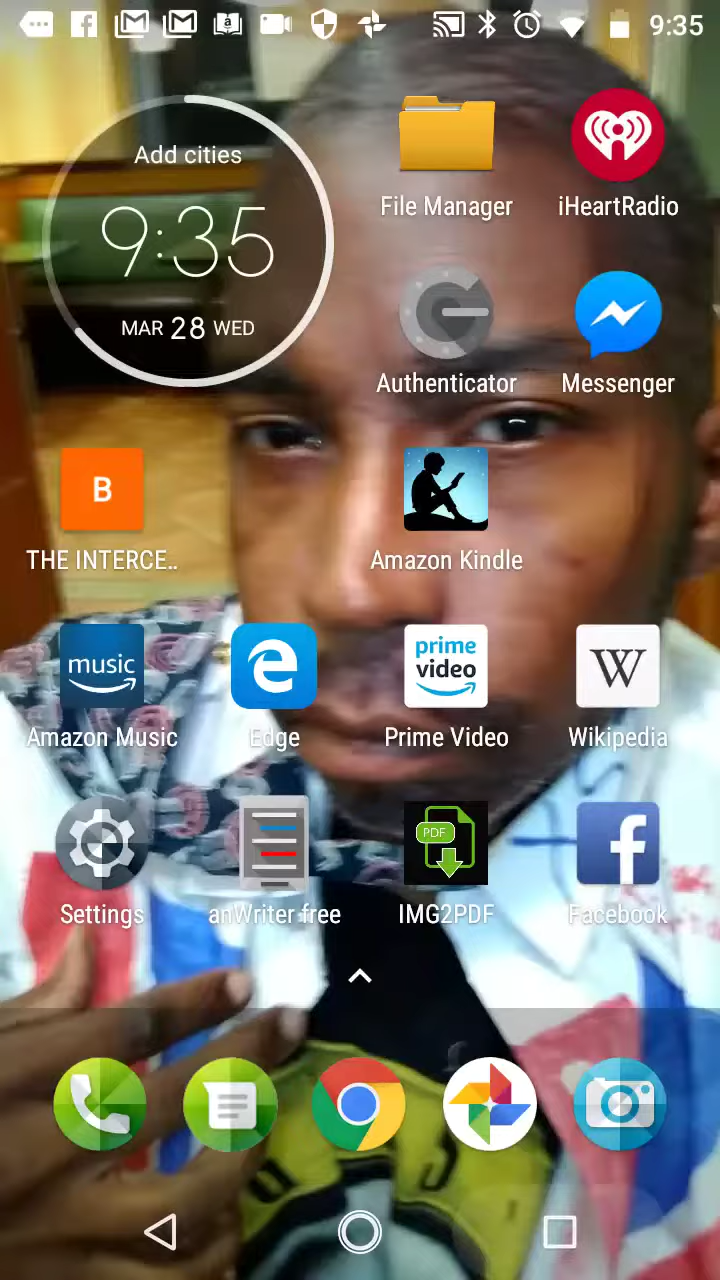 9:35
Add cities
9:35
MAR 28 WED
File Manager
iHeartRadio
Authenticator
Messenger
B
THE INTERCE..
Amazon Kindle
music
prime video
W
Amazon Music
Edge
Prime Video
Wikipedia
PDF
Settings
anWriter free
IMG2PDF
Facebook